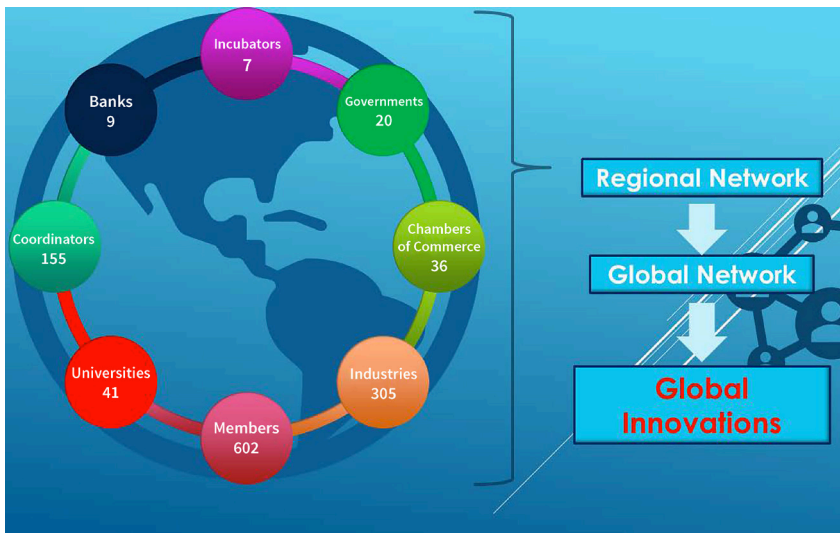 Incubators
7
Governments
20
Chambers
of Commerce
36
Industries
305
Members
602
Universities
41
Coordinators
155
Banks
9
Regional Network
Global Network
Global
Innovations